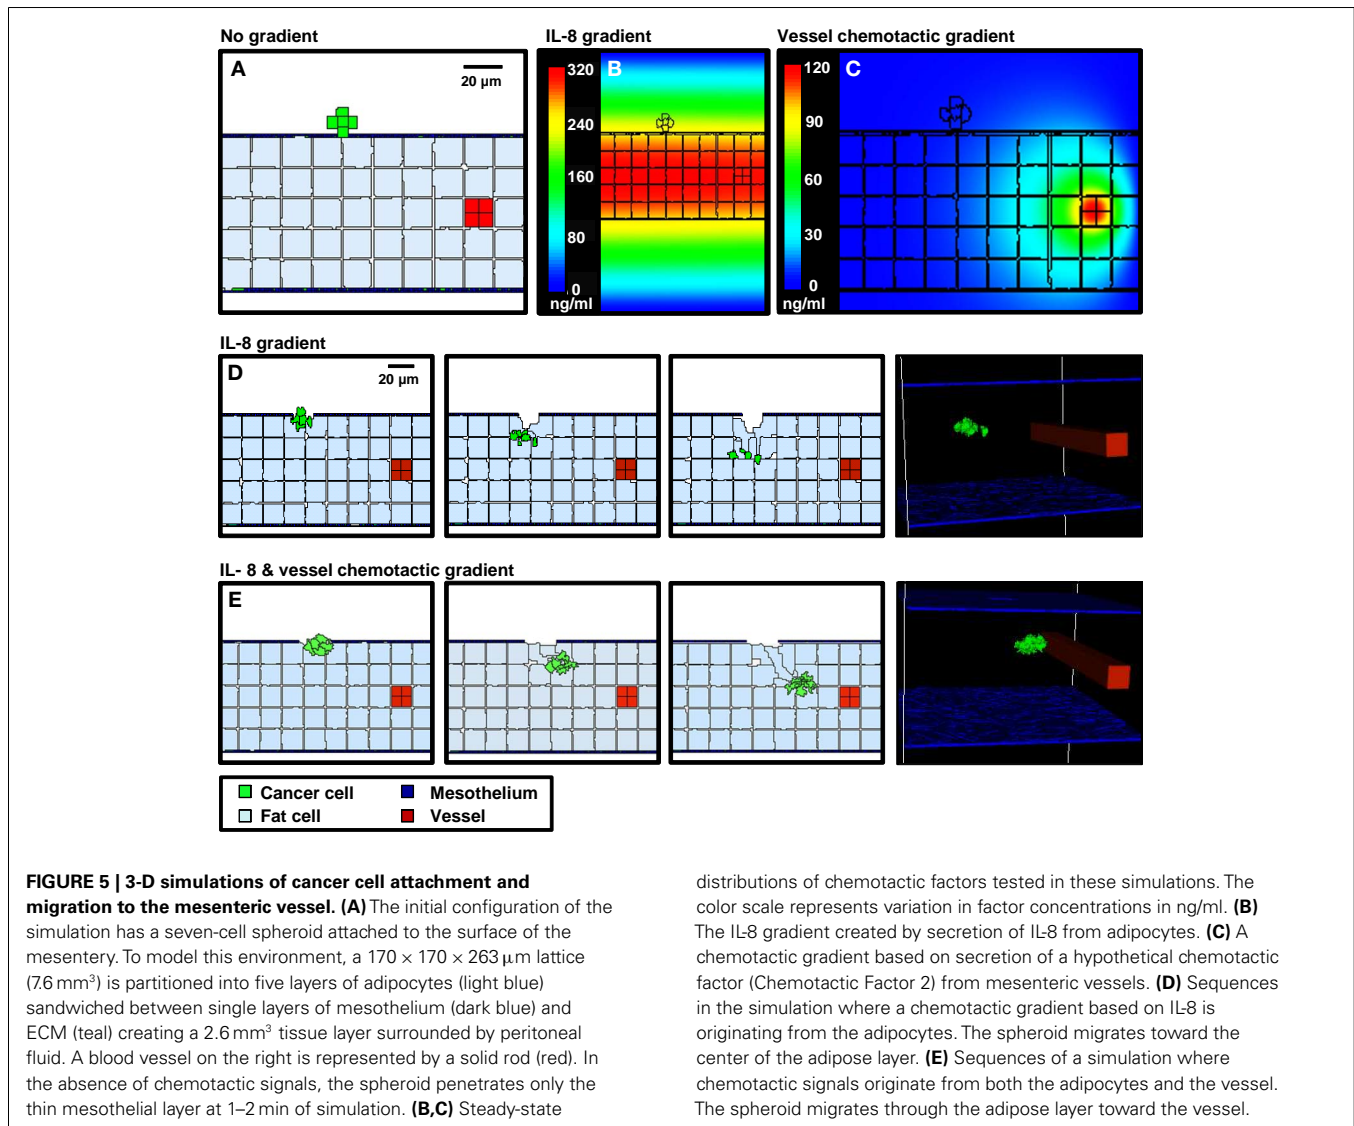 No gradient
IL-8 gradient
Vessel chemotactic gradient
A
20 μm
320
240
160
80
0
ng/ml
B
120
90
60
30
0
ng/ml
C
IL-8 gradient
D
20 μm
IL- 8 & vessel chemotactic gradient
E
Cancer cell
Mesothelium
Fat cell
Vessel
FIGURE 5 | 3-D simulations of cancer cell attachment and
migration to the mesenteric vessel. (A) The initial configuration of the
simulation has a seven-cell spheroid attached to the surface of the
mesentery. To model this environment, a 170 × 170 × 263 μm lattice
(7.6 mm³) is partitioned into five layers of adipocytes (light blue)
sandwiched between single layers of mesothelium (dark blue) and
ECM (teal) creating a 2.6 mm³ tissue layer surrounded by peritoneal
fluid. A blood vessel on the right is represented by a solid rod (red). In
the absence of chemotactic signals, the spheroid penetrates only the
thin mesothelial layer at 1–2 min of simulation. (B,C) Steady-state
distributions of chemotactic factors tested in these simulations. The
color scale represents variation in factor concentrations in ng/ml. (B)
The IL-8 gradient created by secretion of IL-8 from adipocytes. (C) A
chemotactic gradient based on secretion of a hypothetical chemotactic
factor (Chemotactic Factor 2) from mesenteric vessels. (D) Sequences
in the simulation where a chemotactic gradient based on IL-8 is
originating from the adipocytes. The spheroid migrates toward the
center of the adipose layer. (E) Sequences of a simulation where
chemotactic signals originate from both the adipocytes and the vessel.
The spheroid migrates through the adipose layer toward the vessel.